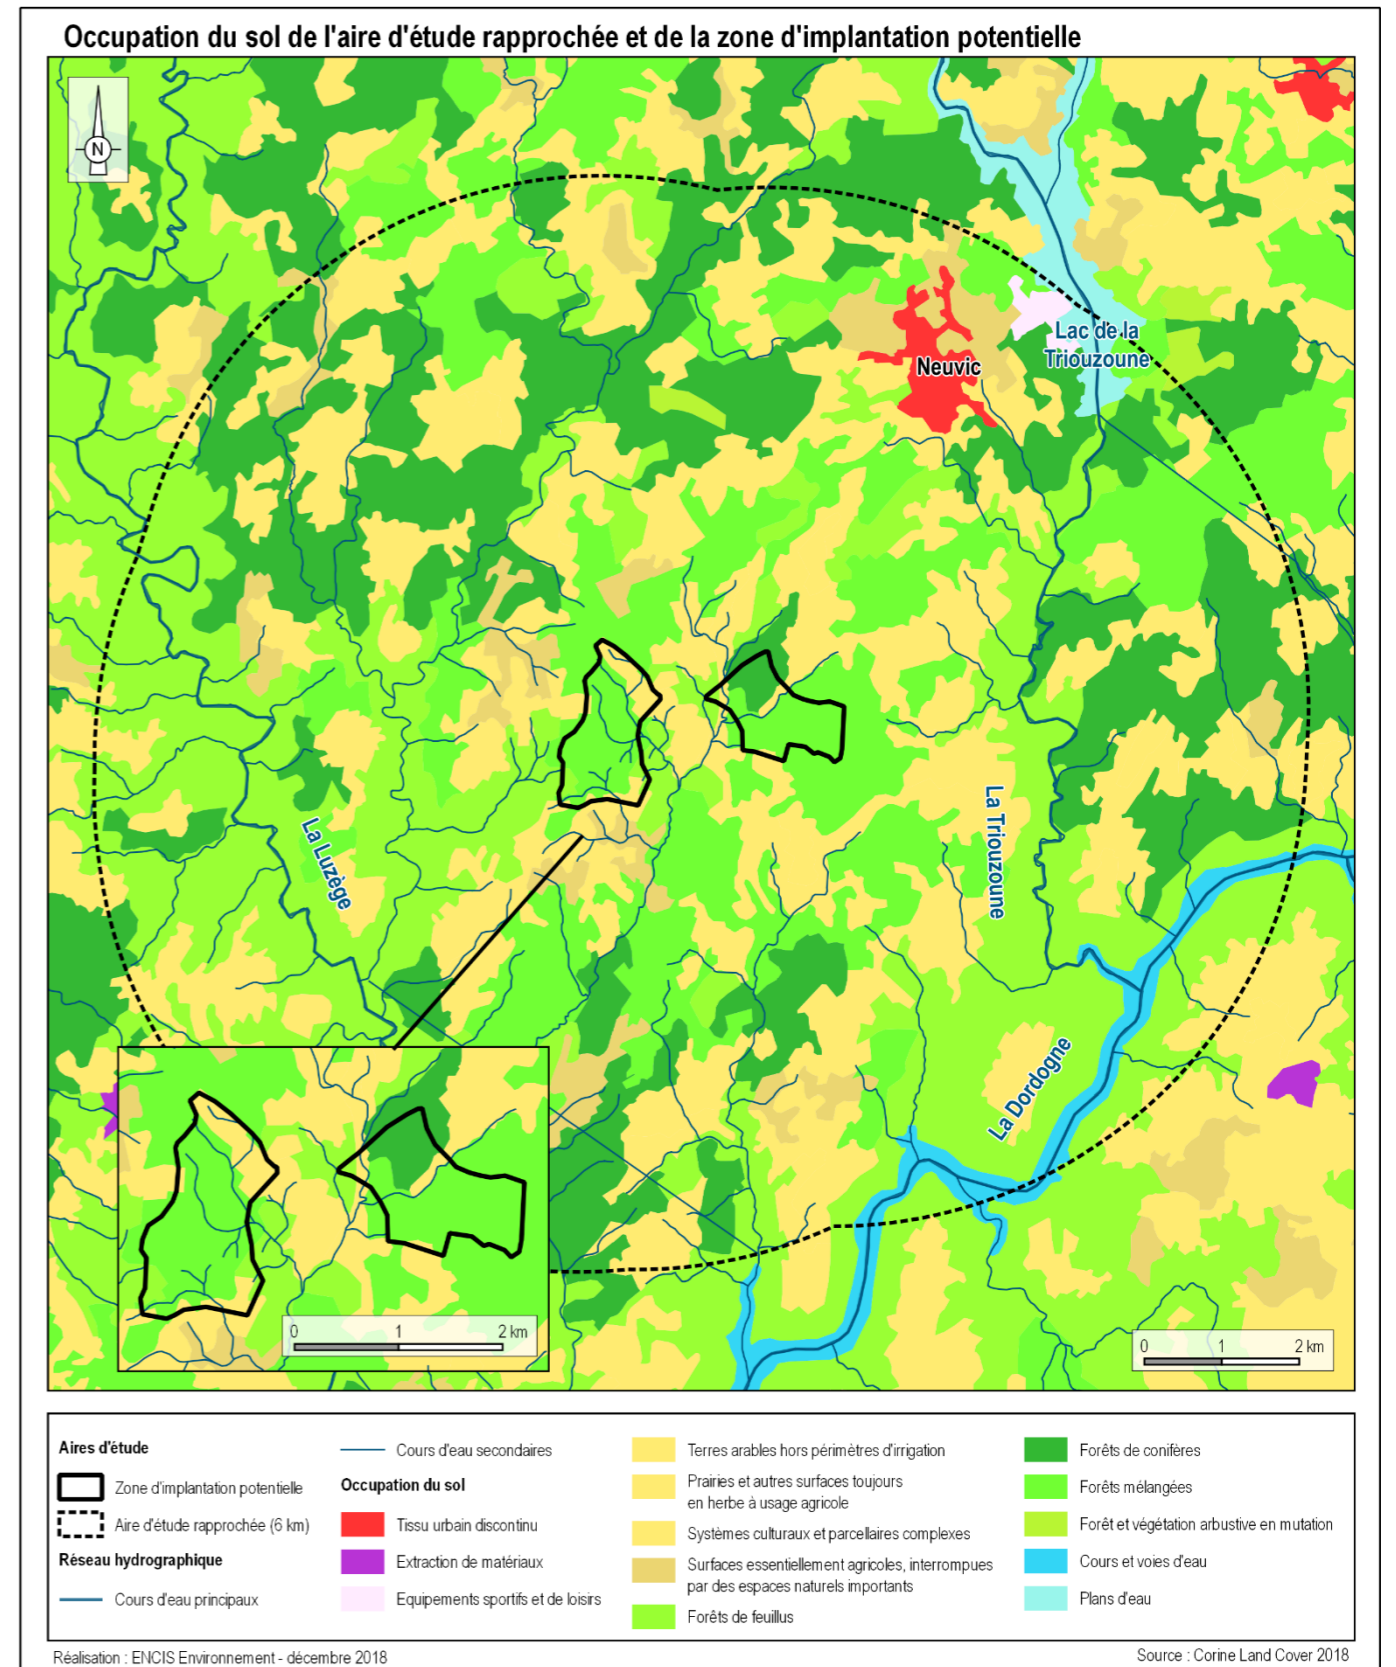 Occupation du sol de l'aire d'étude rapprochée et de la zone d'implantation potentielle
N
Neuvic
Lac de la
Triouzoune
La Luzège
La Triouzoune
La Dordogne
0 1 2 km
0 1 2 km
Aires d'étude
Zone d'implantation potentielle
Aire d'étude rapprochée (6 km)
Réseau hydrographique
Cours d'eau principaux
Cours d'eau secondaires
Occupation du sol
Tissu urbain discontinu
Extraction de matériaux
Equipements sportifs et de loisirs
Terres arables hors périmètres d'irrigation
Prairies et autres surfaces toujours
en herbe à usage agricole
Systèmes culturaux et parcellaires complexes
Surfaces essentiellement agricoles, interrompues
par des espaces naturels importants
Forêts de feuillus
Forêts de conifères
Forêts mélangées
Forêt et végétation arbustive en mutation
Cours et voies d'eau
Plans d'eau
Réalisation : ENCIS Environnement - décembre 2018
Source : Corine Land Cover 2018